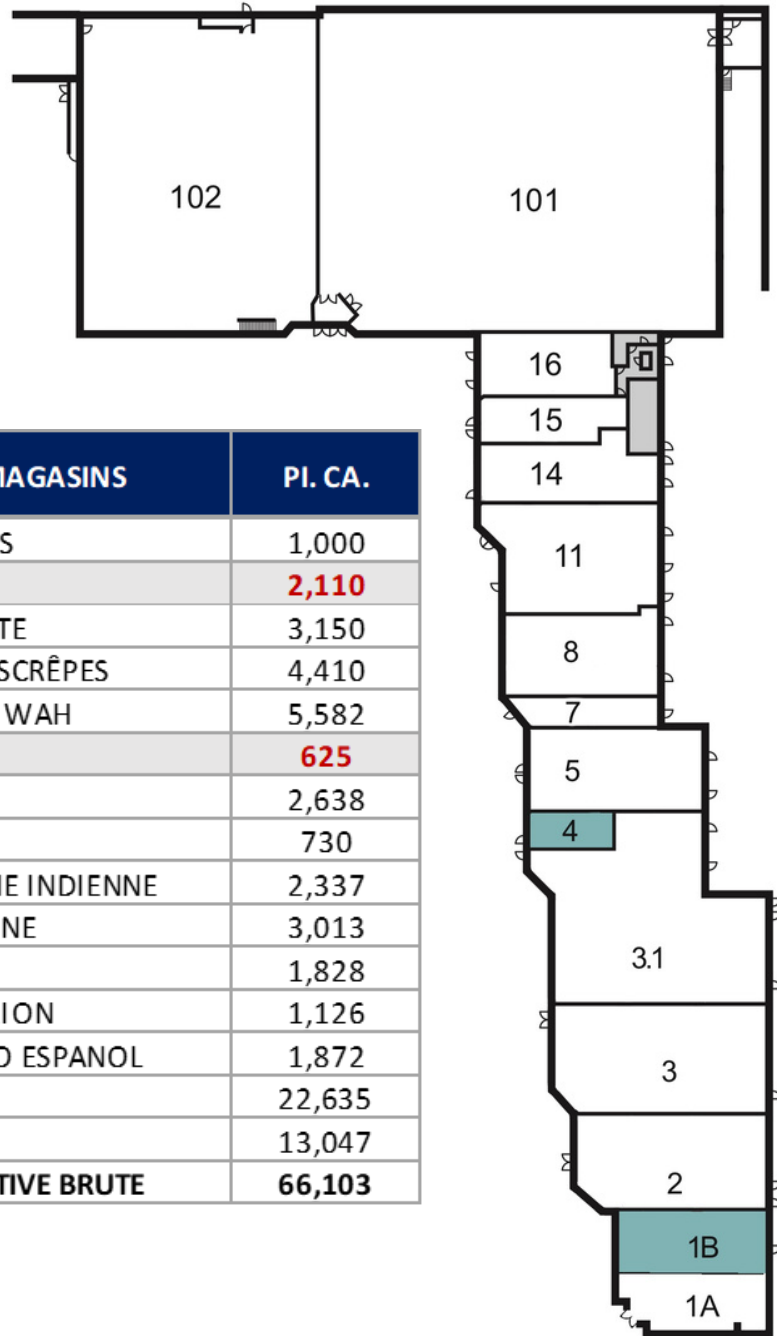 102
101
16
15
14
11
8
7
5
4
3.1
3
2
1B
1A
MAGASINS PI. CA.
S 1,000
2,110
TE 3,150
SCRÊPES 4,410
WAH 5,582
625
2,638
730
IE INDIENNE 2,337
NE 3,013
1,828
ION 1,126
O ESPANOL 1,872
22,635
13,047
TIVE BRUTE 66,103